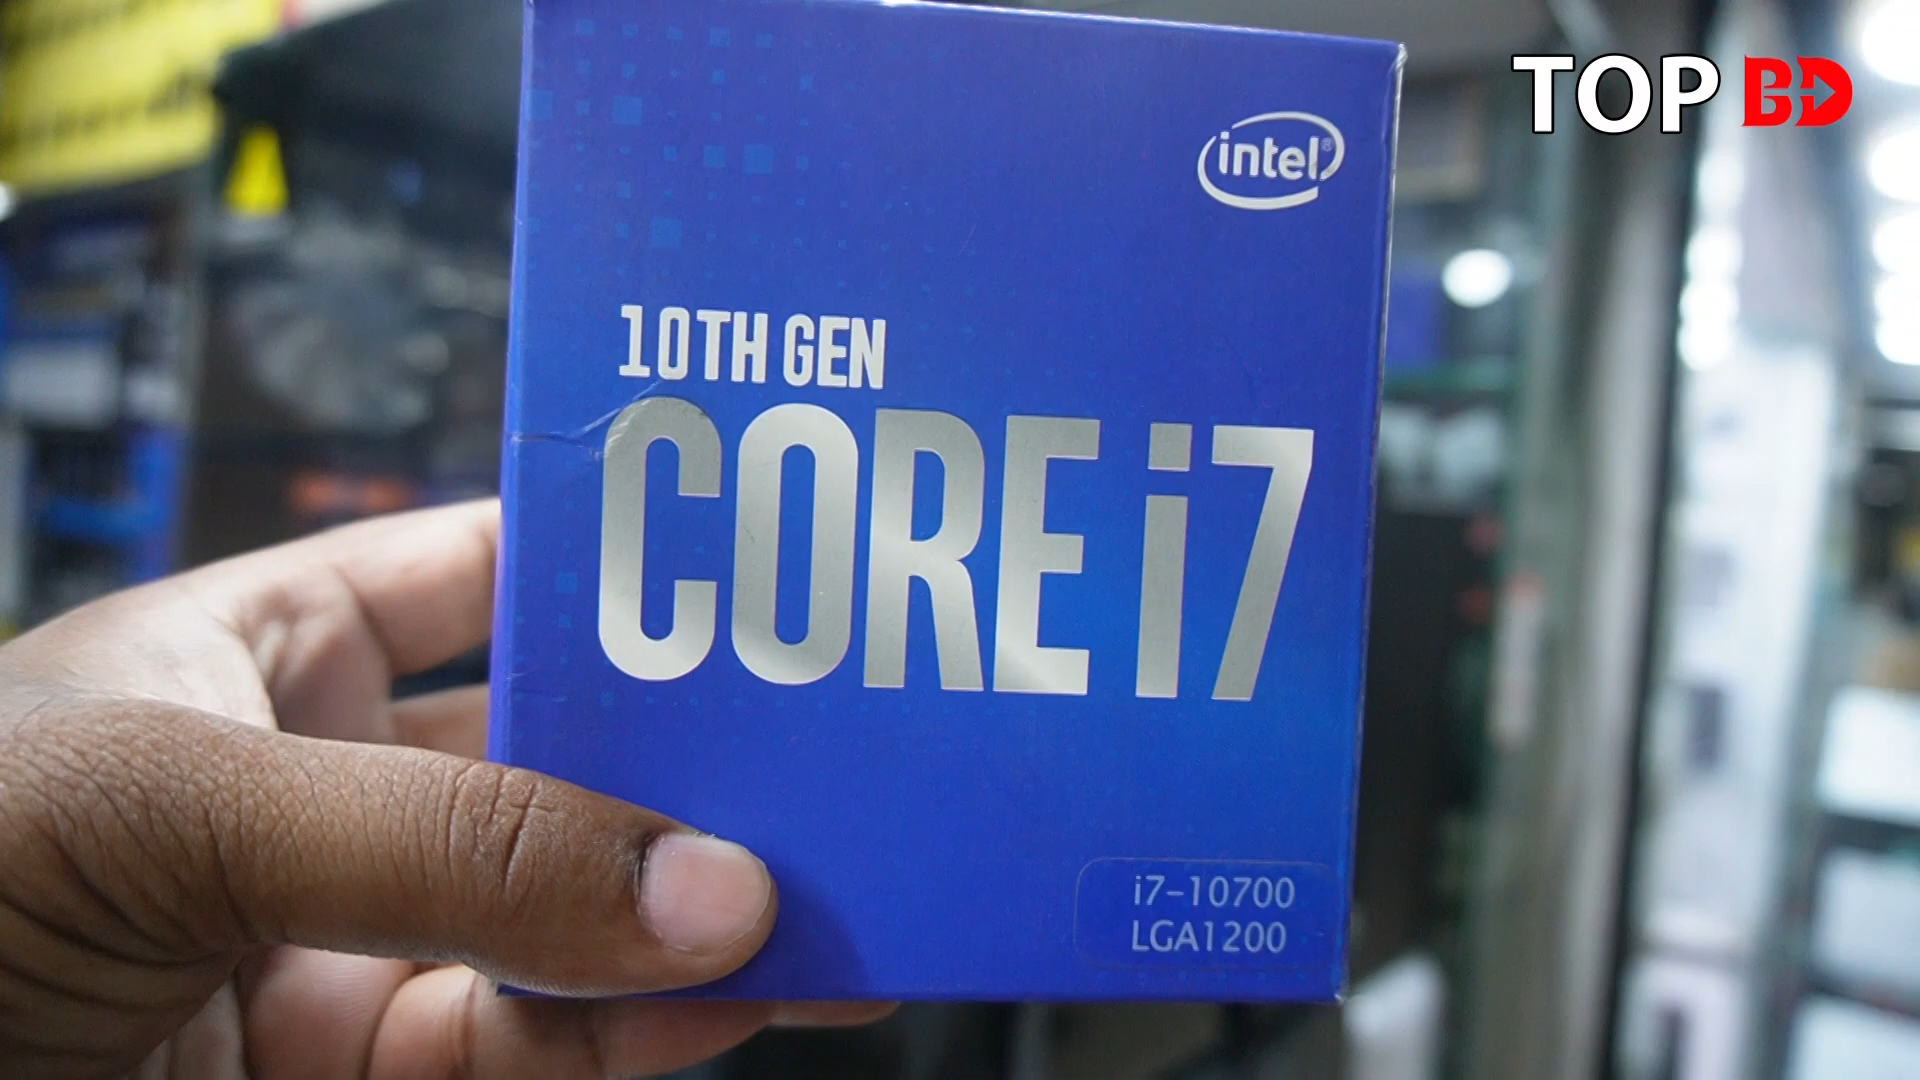 TOP BD
intel®
10TH GEN
CORE i7
i7-10700
LGA1200